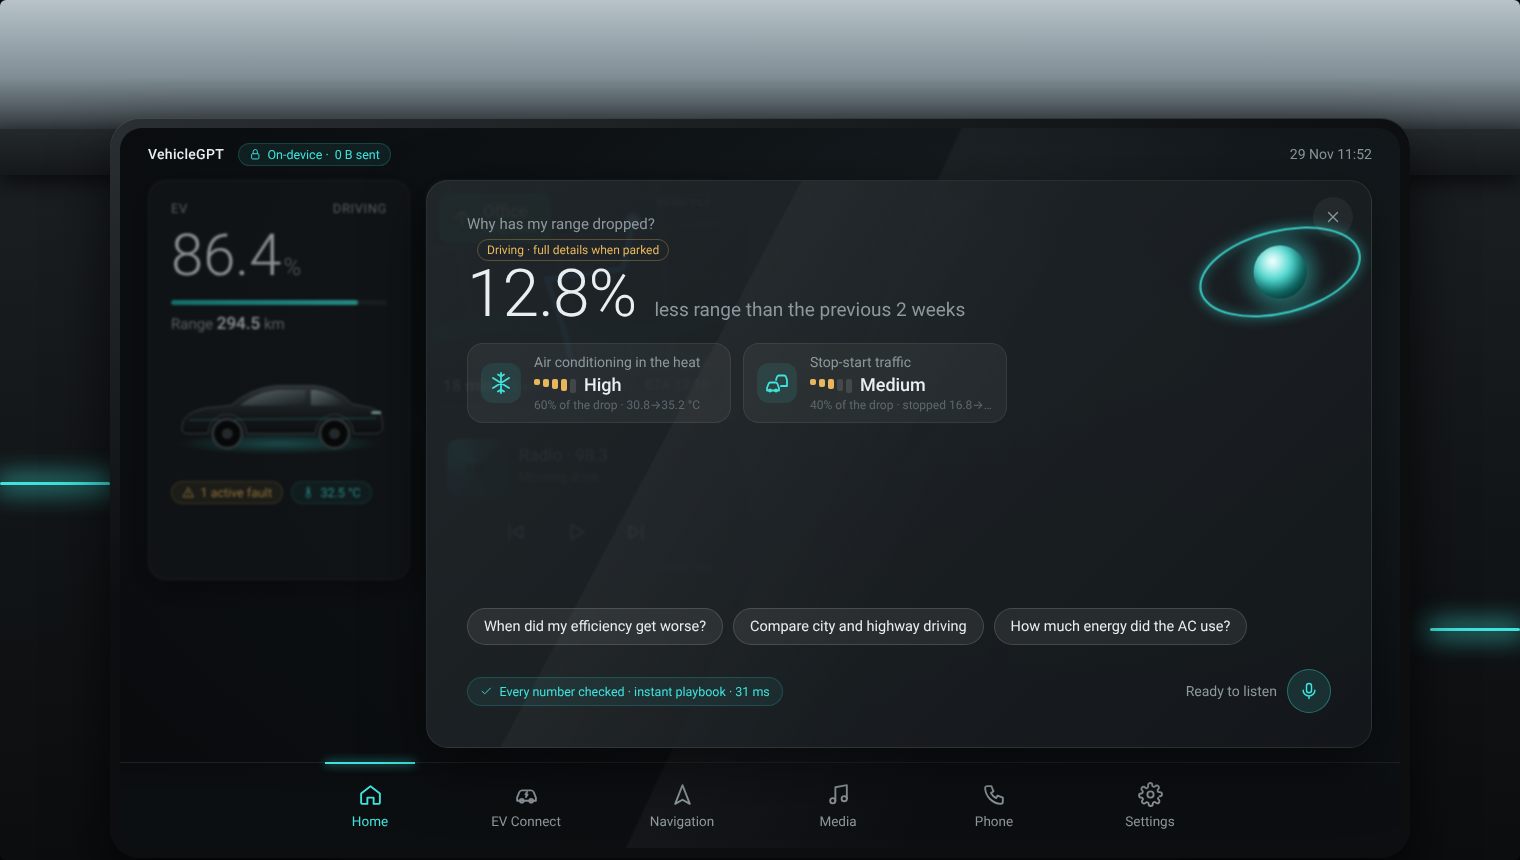 VehicleGPT
On-device · 0 B sent
29 Nov 11:52
EV
DRIVING
86.4%
Range 294.5 km
1 active fault
32.5 °C
Why has my range dropped?
Driving · full details when parked
12.8% less range than the previous 2 weeks
Air conditioning in the heat
High
60% of the drop · 30.8→35.2 °C
Stop-start traffic
Medium
40% of the drop · stopped 16.8→…
Radio · 98.3
When did my efficiency get worse?
Compare city and highway driving
How much energy did the AC use?
Every number checked · instant playbook · 31 ms
Ready to listen
Home
EV Connect
Navigation
Media
Phone
Settings